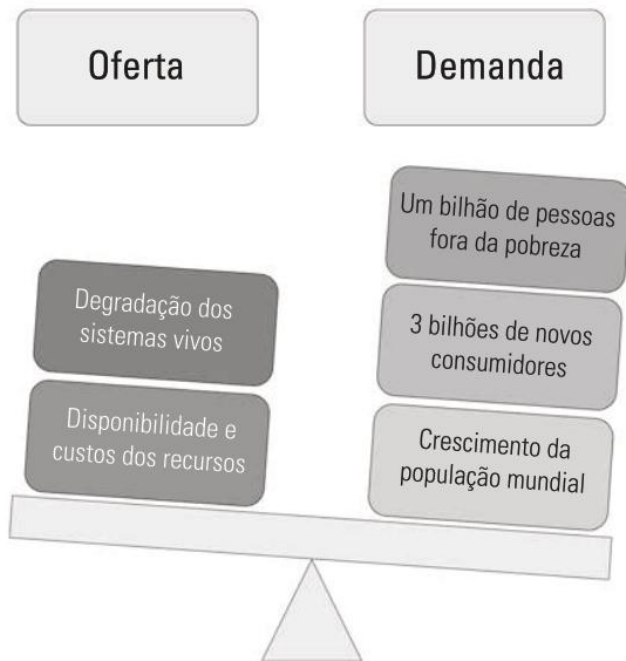 Oferta
Demanda
Um bilhão de pessoas
fora da pobreza
Degradação dos
sistemas vivos
3 bilhões de novos
consumidores
Disponibilidade e
custos dos recursos
Crescimento da
população mundial